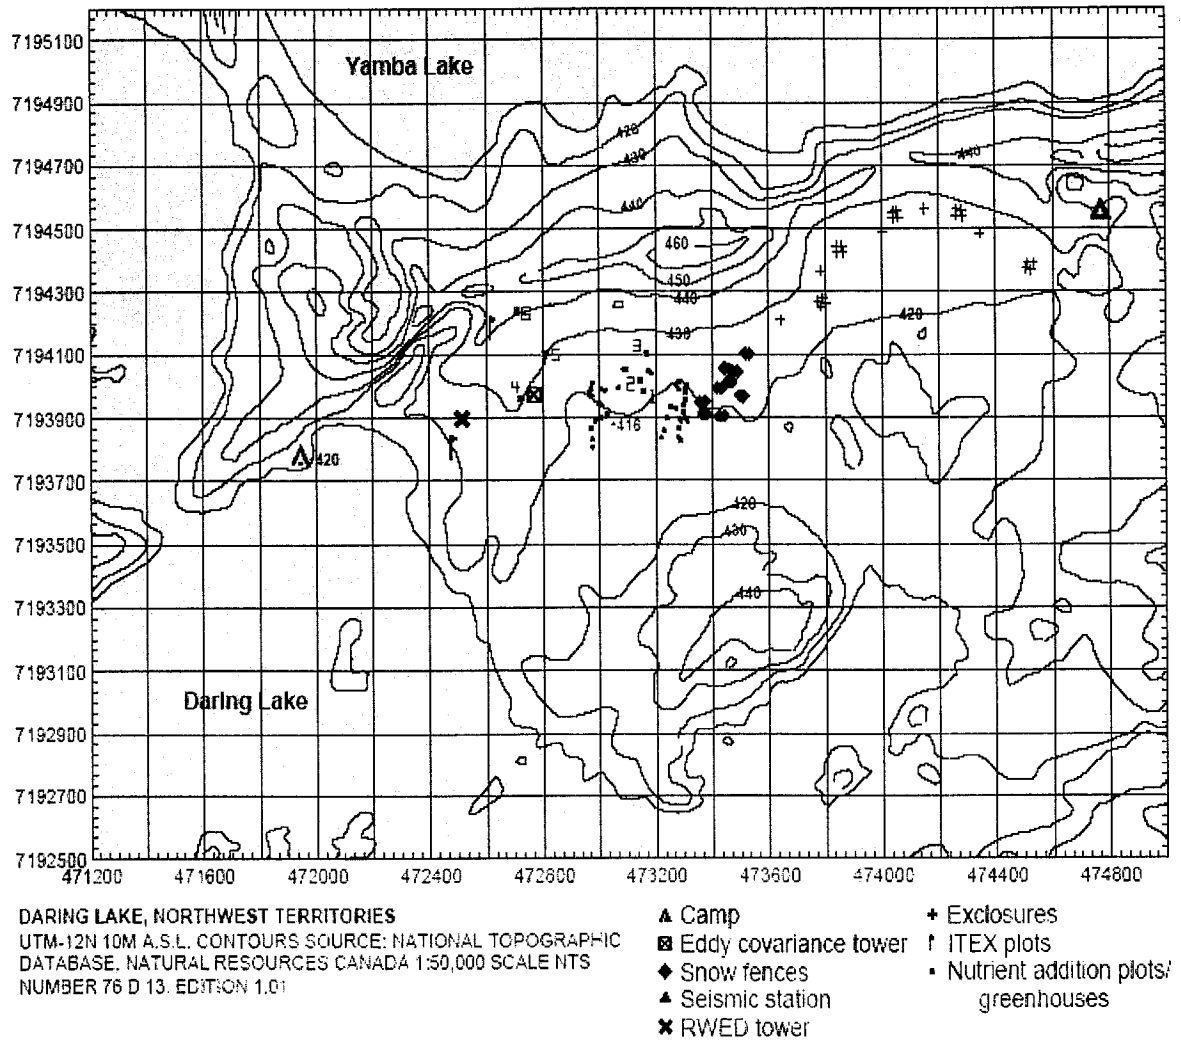 7195100
Yamba Lake
7194900
420
430
440
7194700
440
7194500
460
450
7194300
440
420
430
7194100
3
5
2
4
7193900
416
420
7193700
420
7193500
430
440
7193300
7193100
Daring Lake
7192900
7192700
7192500
471200 471600 472000 472400 472800 473200 473600 474000 474400 474800
DARING LAKE, NORTHWEST TERRITORIES
UTM-12N 10M A.S.L. CONTOURS SOURCE: NATIONAL TOPOGRAPHIC
DATABASE. NATURAL RESOURCES CANADA 1:50,000 SCALE NTS
NUMBER 76 D 13. EDITION 1.01
Camp
Eddy covariance tower
Snow fences
Seismic station
RWED tower
Exclosures
ITEX plots
Nutrient addition plots/
greenhouses